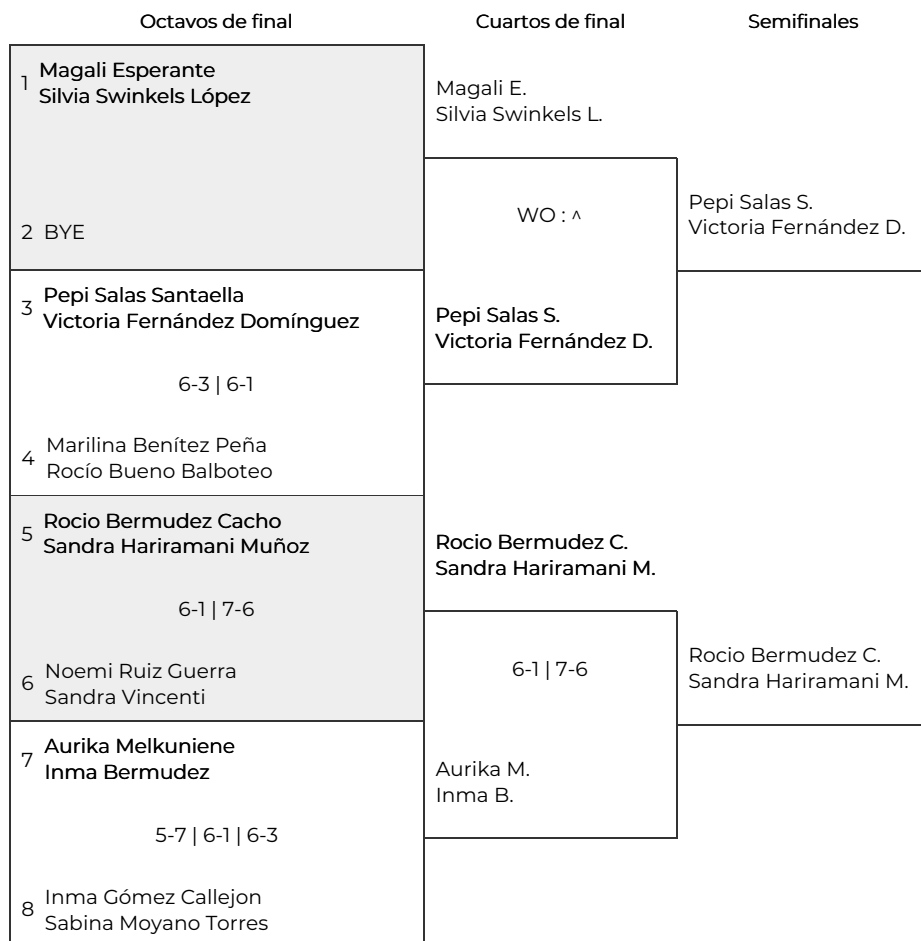 Octavos de final
Cuartos de final
Semifinales
1
Magali Esperante
Silvia Swinkels López
2 BYE
3
Pepi Salas Santaella
Victoria Fernández Domínguez
6-3 | 6-1
4
Marilina Benítez Peña
Rocío Bueno Balboteo
5
Rocio Bermudez Cacho
Sandra Hariramani Muñoz
6-1 | 7-6
6
Noemi Ruiz Guerra
Sandra Vincenti
7
Aurika Melkuniene
Inma Bermudez
5-7 | 6-1 | 6-3
8
Inma Gómez Callejon
Sabina Moyano Torres
Magali E.
Silvia Swinkels L.
WO : ^
Pepi Salas S.
Victoria Fernández D.
Rocio Bermudez C.
Sandra Hariramani M.
6-1 | 7-6
Aurika M.
Inma B.
Pepi Salas S.
Victoria Fernández D.
Rocio Bermudez C.
Sandra Hariramani M.